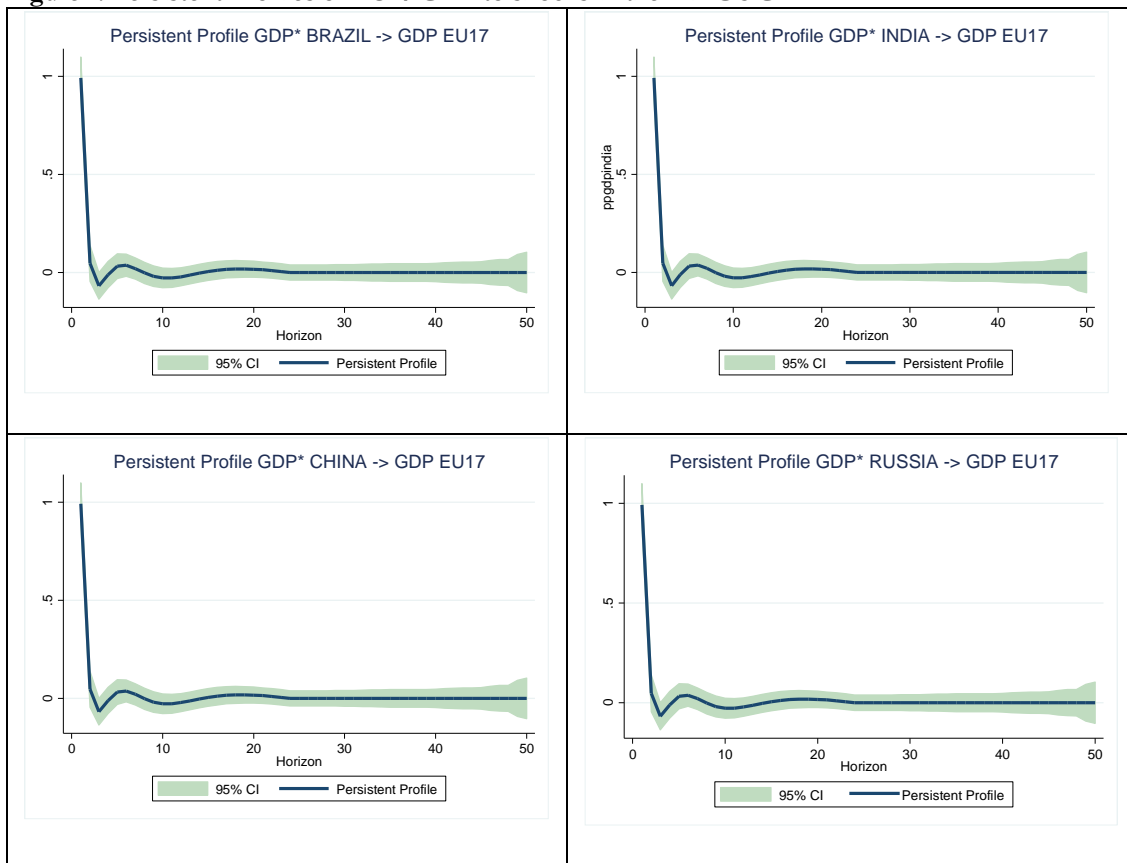 Persistent Profile GDP* BRAZIL -> GDP EU17
1
.5
0
0 10 20 30 40 50
Horizon
95% CI Persistent Profile
Persistent Profile GDP* INDIA -> GDP EU17
ppgdpindia
1
.5
0
0 10 20 30 40 50
Horizon
95% CI Persistent Profile
Persistent Profile GDP* CHINA -> GDP EU17
1
.5
0
0 10 20 30 40 50
Horizon
95% CI Persistent Profile
Persistent Profile GDP* RUSSIA -> GDP EU17
1
.5
0
0 10 20 30 40 50
Horizon
95% CI Persistent Profile